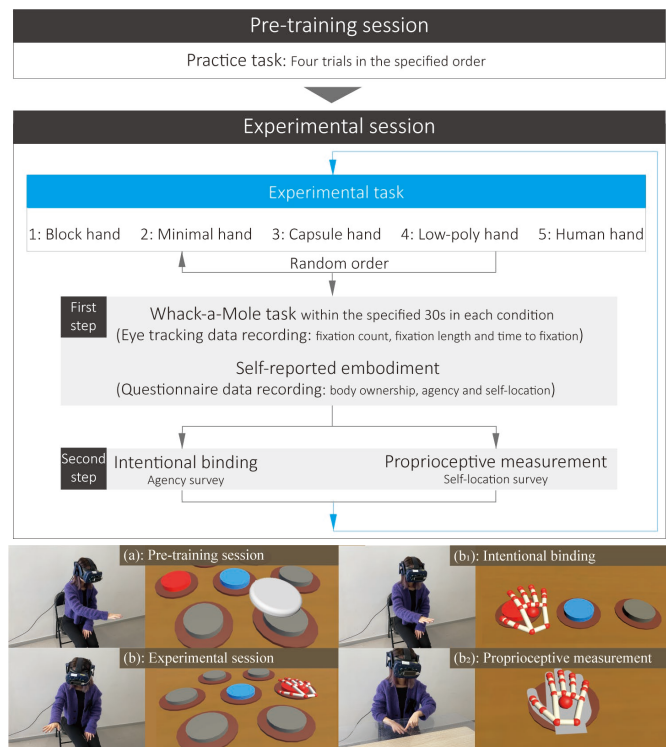 Pre-training session
Practice task: Four trials in the specified order
Experimental session
Experimental task
1: Block hand 2: Minimal hand 3: Capsule hand 4: Low-poly hand 5: Human hand
Random order
First step
Whack-a-Mole task within the specified 30s in each condition
(Eye tracking data recording: fixation count, fixation length and time to fixation)
Self-reported embodiment
(Questionnaire data recording: body ownership, agency and self-location)
Second step
Intentional binding
Agency survey
Proprioceptive measurement
Self-location survey
(a): Pre-training session
(b₁): Intentional binding
(b): Experimental session
(b₂): Proprioceptive measurement